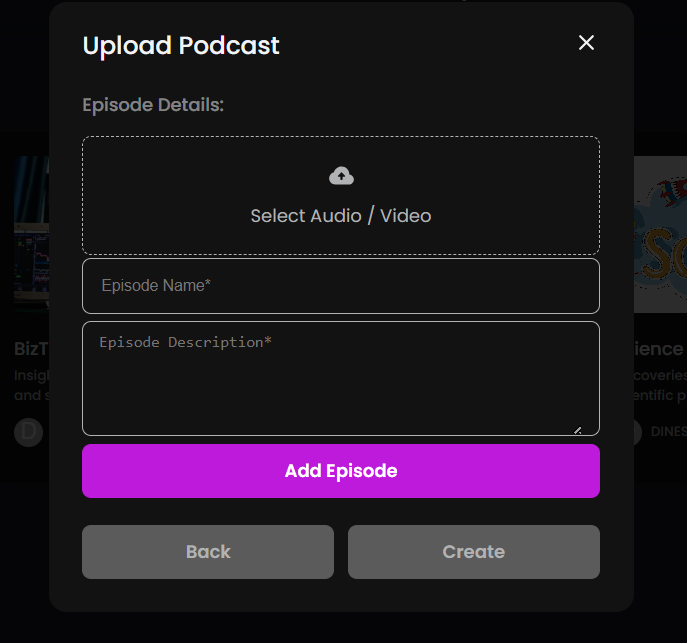 Upload Podcast
Episode Details:
Select Audio / Video
Episode Name*
Episode Description*
BizT
Insigh
and s
D
ience
coveries
entific p
DINES
Add Episode
Back
Create